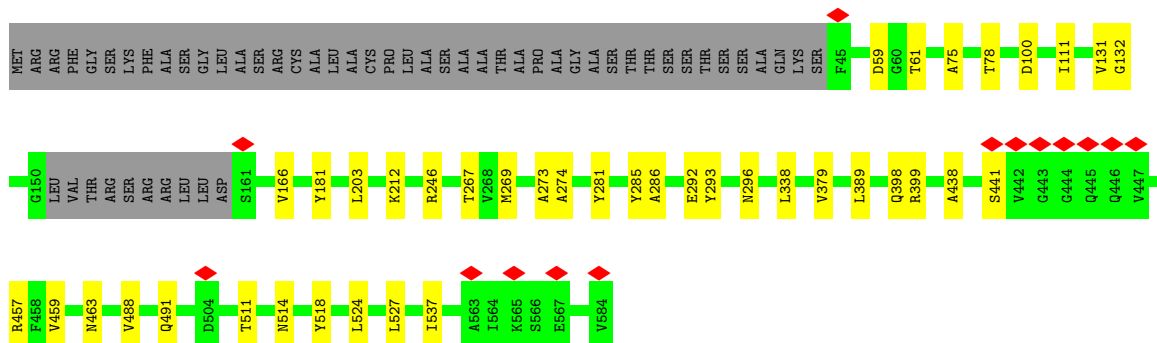 MET ARG ARG PHE GLY SER LYS PHE ALA SER GLY LEU ALA SER ARG CYS ALA LEU ALA CYS PRO LEU ALA SER ALA ALA THR ALA PRO ALA GLY ALA SER THR THR SER SER THR SER SER ALA GLN LYS SER F45 D59 G60 T61 A75 T78 D100 I111 V131 G132
G150 LEU VAL THR ARG SER ARG ARG LEU LEU ASP S161 V166 Y181 L203 K212 R246 T267 V268 M269 A273 A274 Y281 Y285 A286 E292 Y293 N296 L338 V379 L389 Q398 R399 A438 S441 V442 G443 G444 Q445 Q446 V447
R457 F458 V459 N463 V488 Q491 D504 T511 N514 Y518 L524 L527 I537 A563 I564 K565 S566 E567 V584